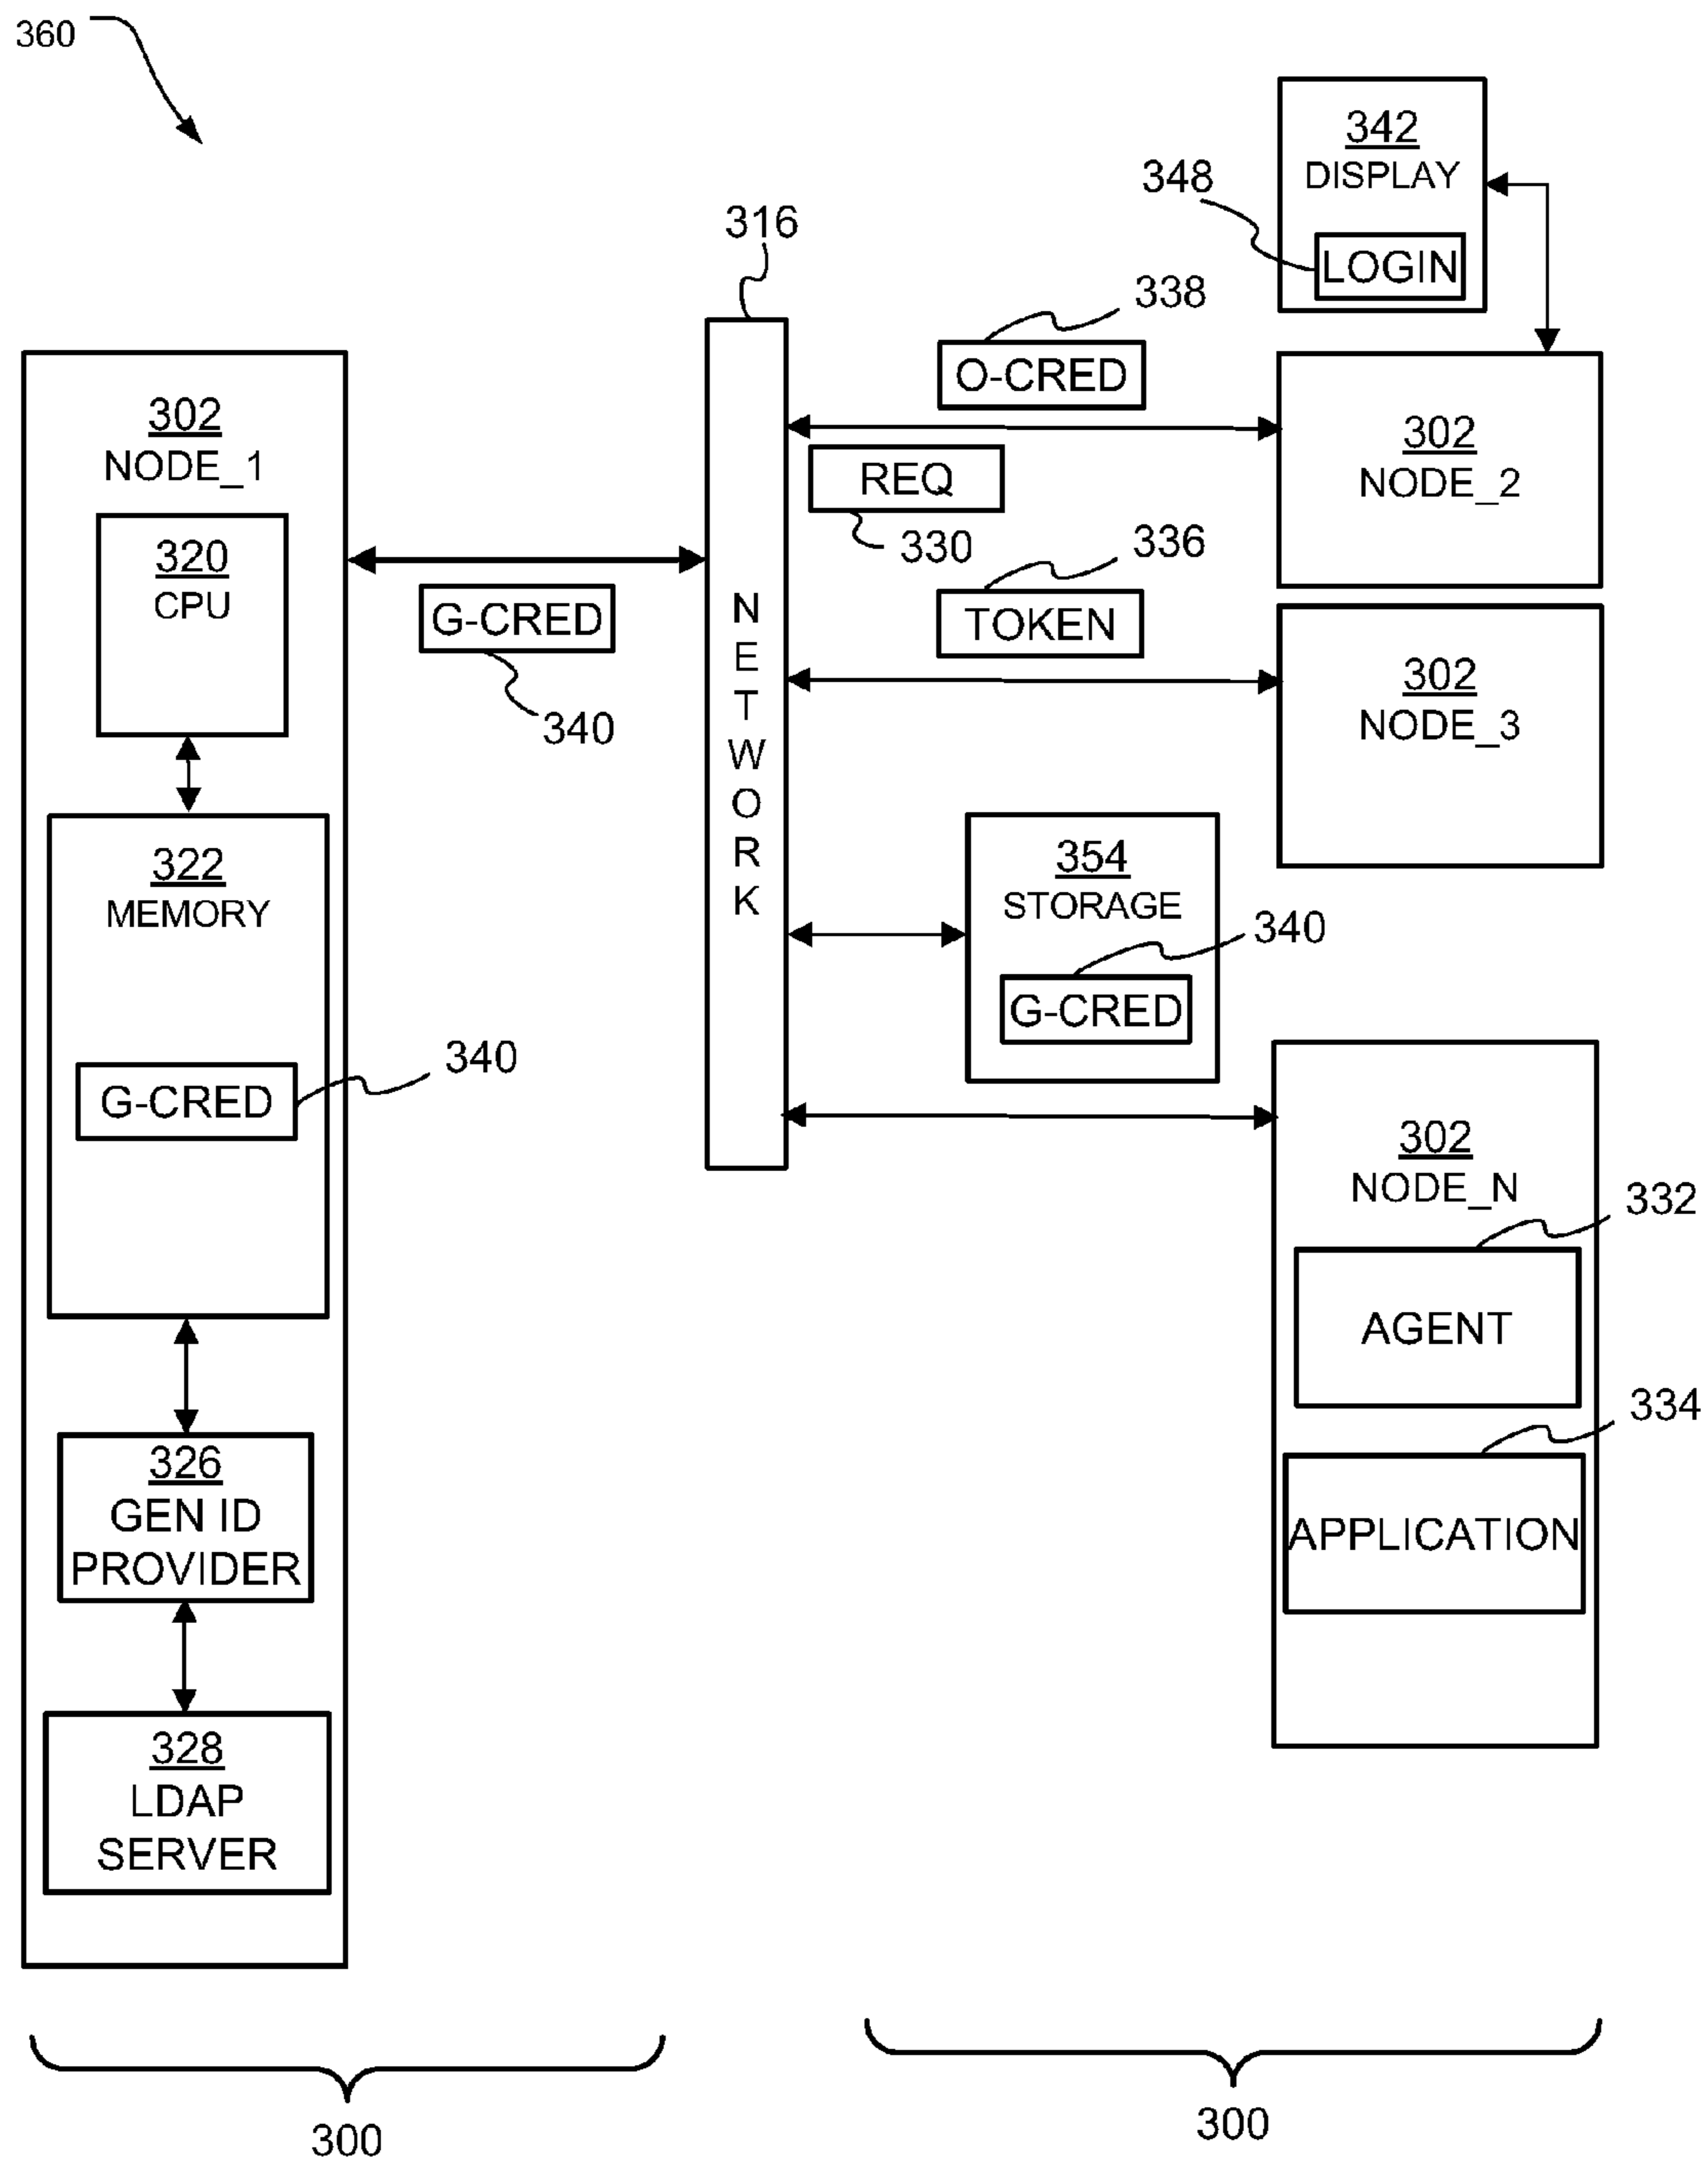 360
342
DISPLAY
348
LOGIN
316
338
O-CRED
302
NODE_1
302
NODE_2
REQ
330
320
CPU
336
G-CRED
TOKEN
340
NETWORK
302
NODE_3
322
MEMORY
354
STORAGE
340
G-CRED
340
G-CRED
302
NODE_N
332
AGENT
334
326
GEN ID
PROVIDER
APPLICATION
328
LDAP
SERVER
300
300